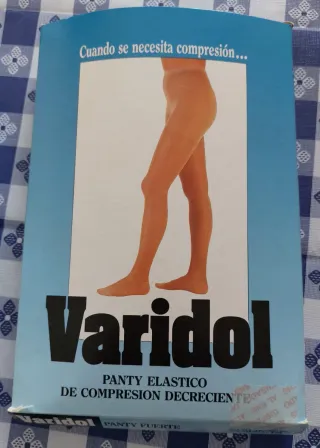 Cuando se necesita compresión...
Varidol
PANTY ELASTICO
DE COMPRESION DECRECIENTE
Varidol PANTY FUERTE